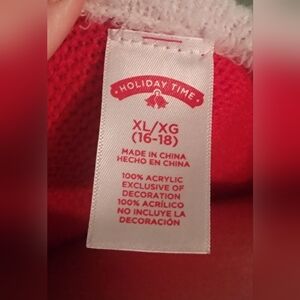 • HOLIDAY TIME •
XL/XG
(16-18)
MADE IN CHINA
HECHO EN CHINA
100% ACRYLIC
EXCLUSIVE OF
DECORATION
100% ACRÍLICO
NO INCLUYE LA
DECORACIÓN